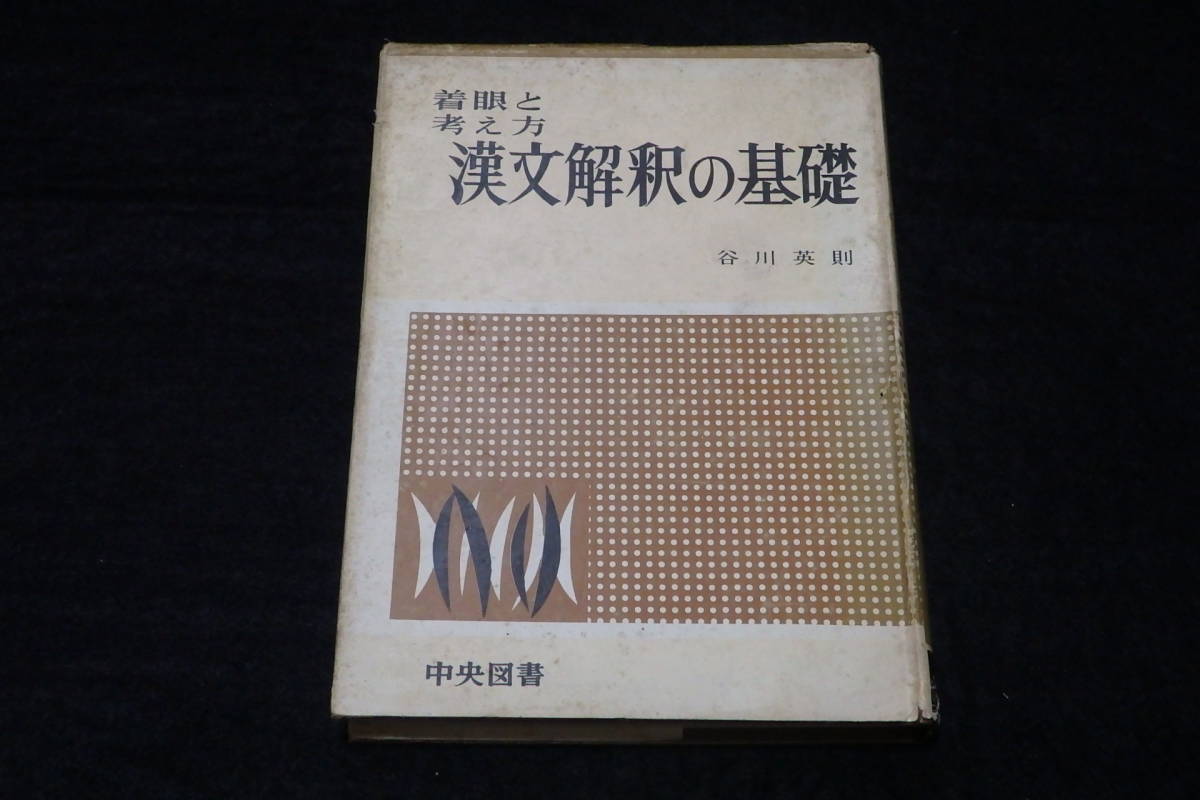 着眼と
考え方
漢文解釈の基礎
谷川英則
中央図書